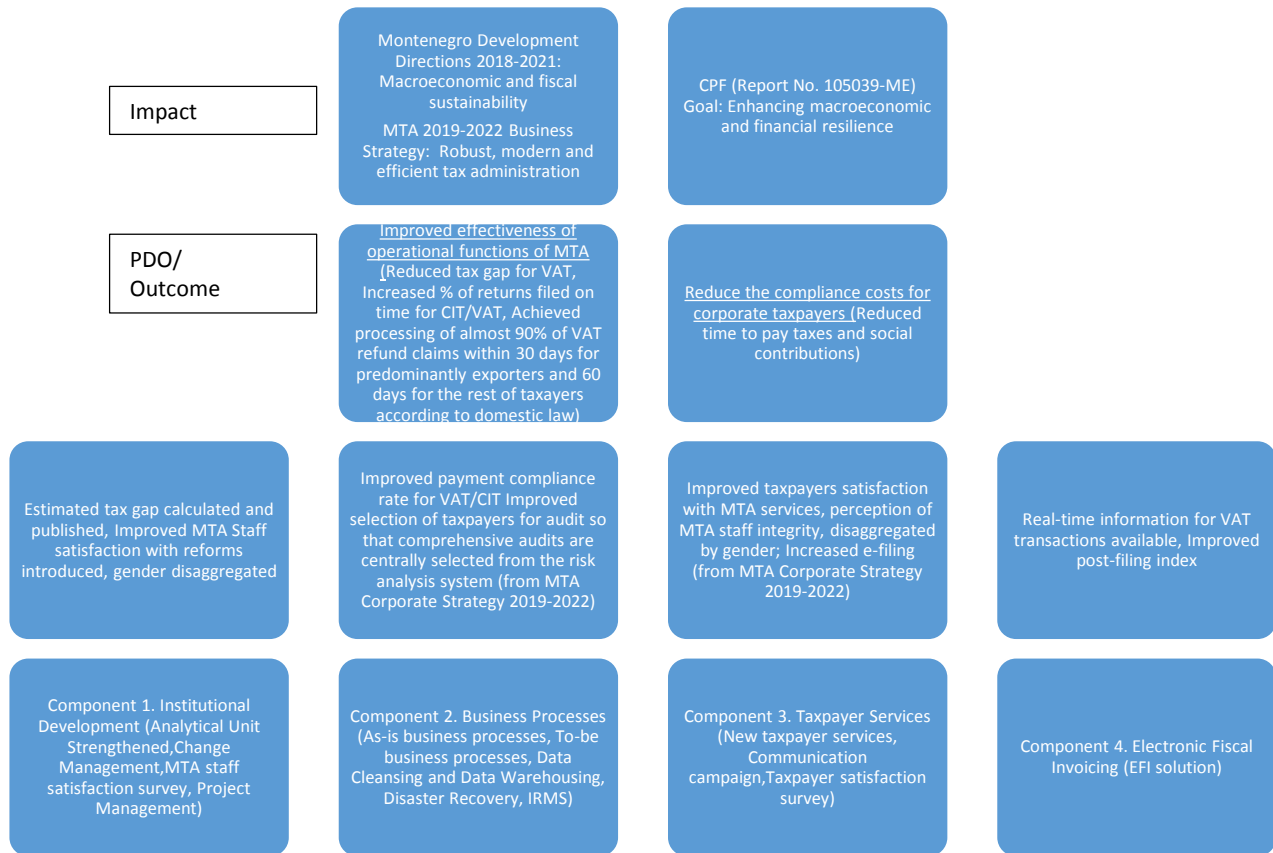 Impact
Montenegro Development
Directions 2018-2021:
Macroeconomic and fiscal
sustainability
MTA 2019-2022 Business
Strategy: Robust, modern and
efficient tax administration
CPF (Report No. 105039-ME)
Goal: Enhancing macroeconomic
and financial resilience
PDO/
Outcome
Improved effectiveness of
operational functions of MTA
(Reduced tax gap for VAT,
Increased % of returns filed on
time for CIT/VAT, Achieved
processing of almost 90% of VAT
refund claims within 30 days for
predominantly exporters and 60
days for the rest of taxayers
according to domestic law)
Reduce the compliance costs for
corporate taxpayers (Reduced
time to pay taxes and social
contributions)
Estimated tax gap calculated and
published, Improved MTA Staff
satisfaction with reforms
introduced, gender disaggregated
Improved payment compliance
rate for VAT/CIT Improved
selection of taxpayers for audit so
that comprehensive audits are
centrally selected from the risk
analysis system (from MTA
Corporate Strategy 2019-2022)
Improved taxpayers satisfaction
with MTA services, perception of
MTA staff integrity, disaggregated
by gender; Increased e-filing
(from MTA Corporate Strategy
2019-2022)
Real-time information for VAT
transactions available, Improved
post-filing index
Component 1. Institutional
Development (Analytical Unit
Strengthened,Change
Management,MTA staff
satisfaction survey, Project
Management)
Component 2. Business Processes
(As-is business processes, To-be
business processes, Data
Cleansing and Data Warehousing,
Disaster Recovery, IRMS)
Component 3. Taxpayer Services
(New taxpayer services,
Communication
campaign,Taxpayer satisfaction
survey)
Component 4. Electronic Fiscal
Invoicing (EFI solution)